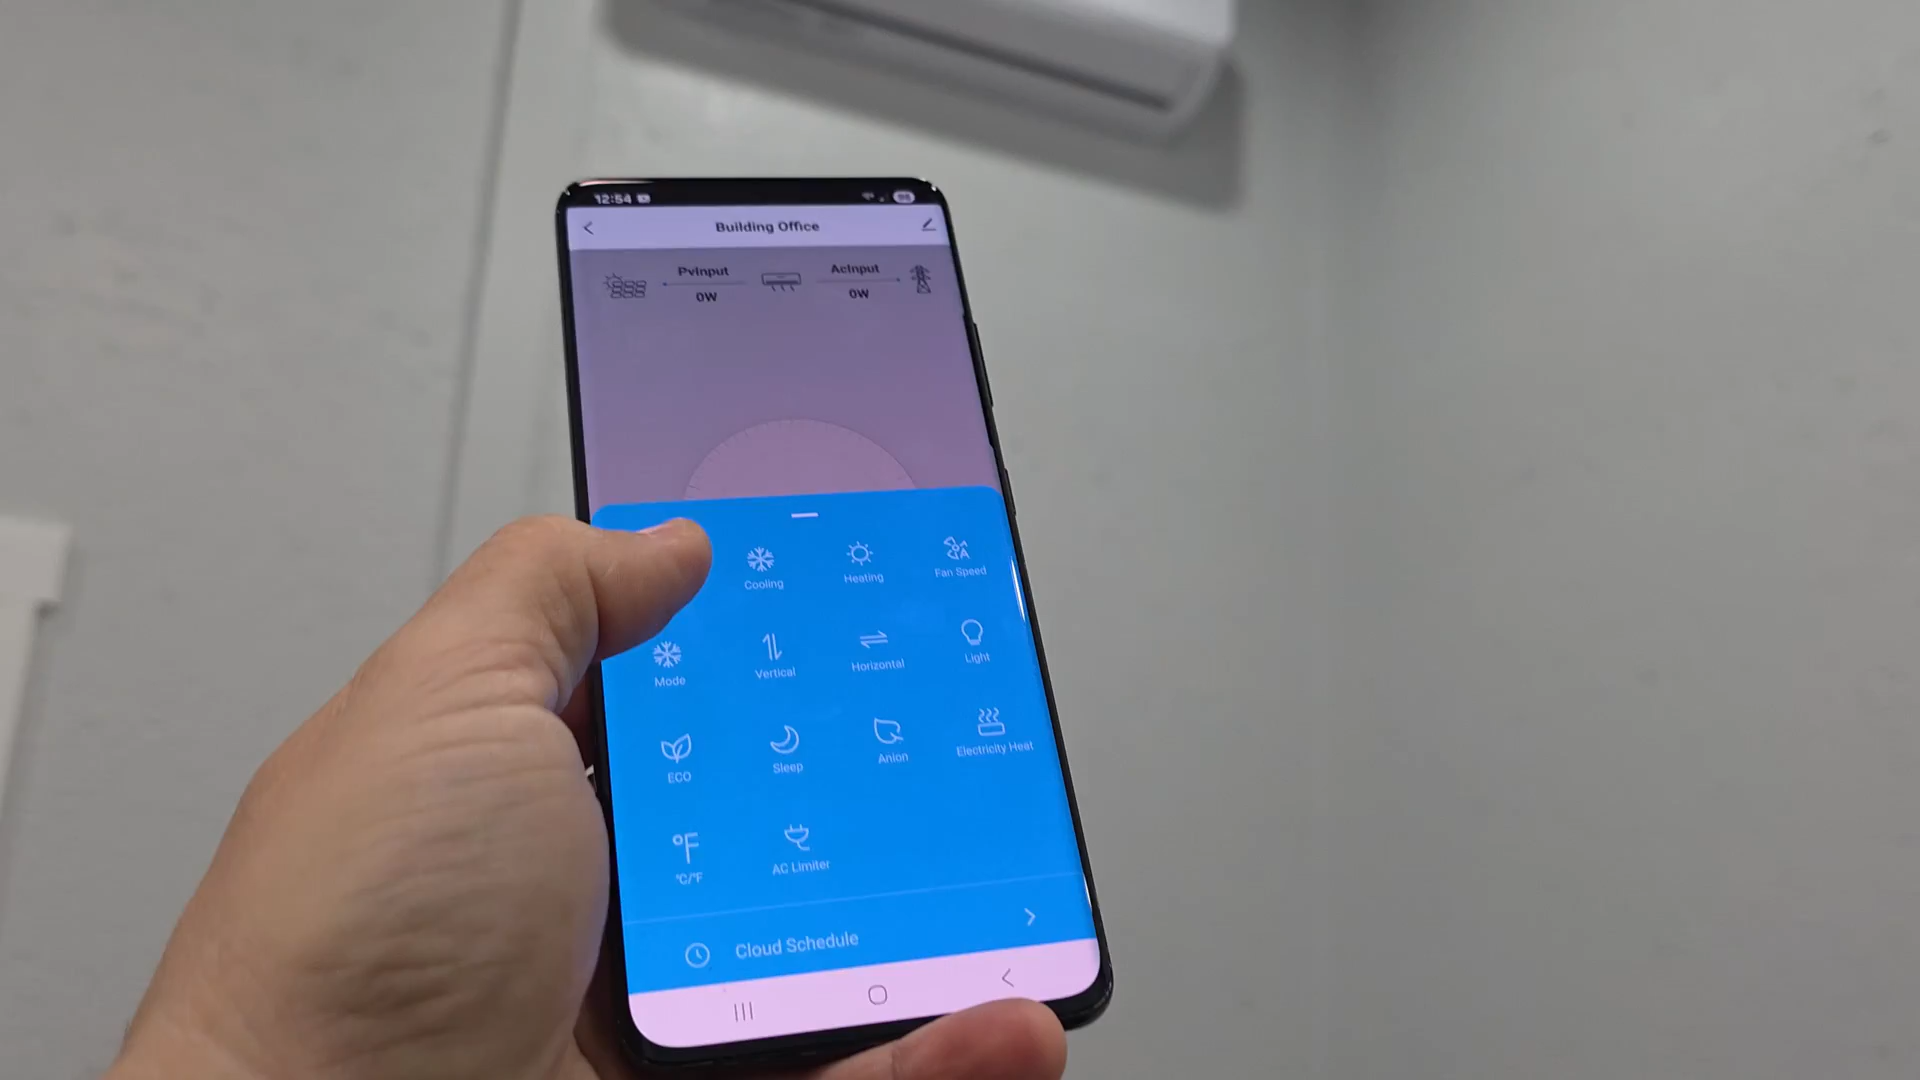 12:54
Building Office
PvInput
AcInput
0W
0W
Cooling
Heating
Fan Speed
Mode
Vertical
Horizontal
Light
ECO
Sleep
Anion
Electricity Heat
°F
°C/°F
AC Limiter
Cloud Schedule